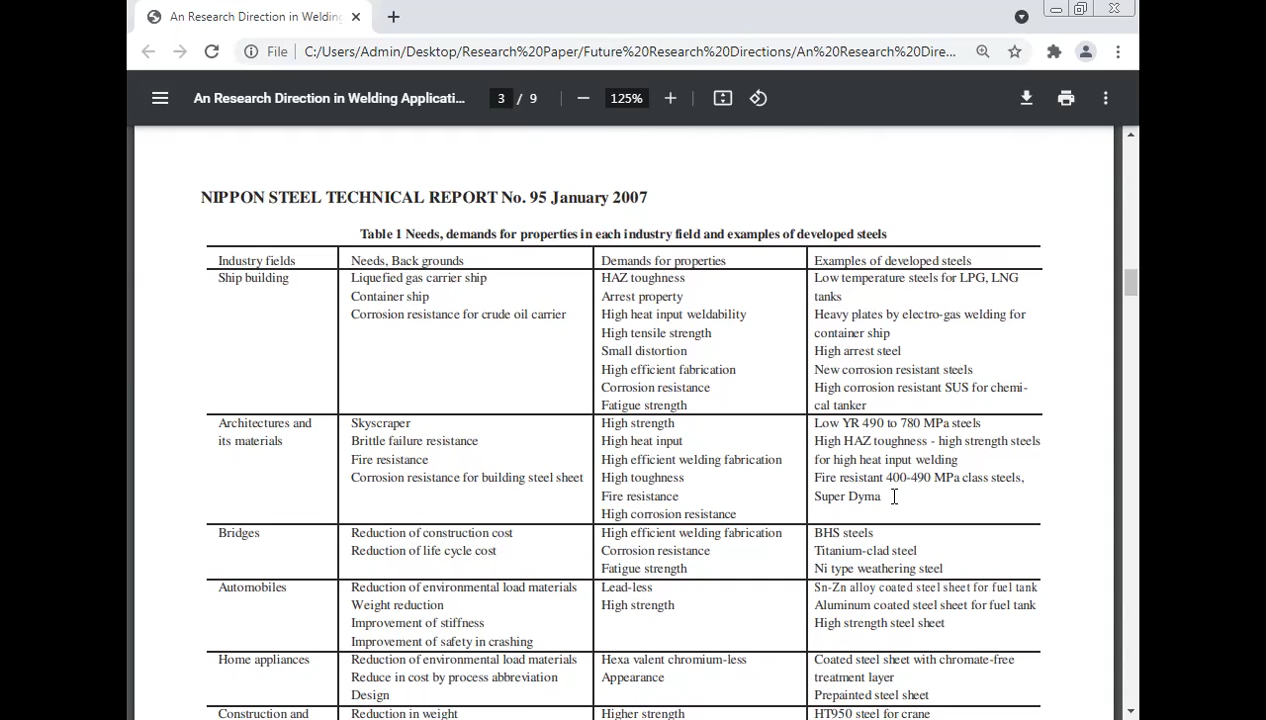 An Research Direction in Welding
File C:/Users/Admin/Desktop/Research%20Paper/Future%20Research%20Directions/An%20Research%20Dire...
An Research Direction in Welding Applicati... 3 / 9 125%
NIPPON STEEL TECHNICAL REPORT No. 95 January 2007
Table 1 Needs, demands for properties in each industry field and examples of developed steels
Industry fields Needs, Back grounds Demands for properties Examples of developed steels
Ship building Liquefied gas carrier ship HAZ toughness Low temperature steels for LPG, LNG
Container ship Arrest property tanks
Corrosion resistance for crude oil carrier High heat input weldability Heavy plates by electro-gas welding for
High tensile strength container ship
Small distortion High arrest steel
High efficient fabrication New corrosion resistant steels
Corrosion resistance High corrosion resistant SUS for chemi-
Fatigue strength cal tanker
Architectures and Skyscraper High strength Low YR 490 to 780 MPa steels
its materials Brittle failure resistance High heat input High HAZ toughness - high strength steels
Fire resistance High efficient welding fabrication for high heat input welding
Corrosion resistance for building steel sheet High toughness Fire resistant 400-490 MPa class steels,
Fire resistance Super Dyma
High corrosion resistance
Bridges Reduction of construction cost High efficient welding fabrication BHS steels
Reduction of life cycle cost Corrosion resistance Titanium-clad steel
Fatigue strength Ni type weathering steel
Automobiles Reduction of environmental load materials Lead-less Sn-Zn alloy coated steel sheet for fuel tank
Weight reduction High strength Aluminum coated steel sheet for fuel tank
Improvement of stiffness High strength steel sheet
Improvement of safety in crashing
Home appliances Reduction of environmental load materials Hexa valent chromium-less Coated steel sheet with chromate-free
Reduce in cost by process abbreviation Appearance treatment layer
Design Prepainted steel sheet
Construction and Reduction in weight Higher strength HT950 steel for crane